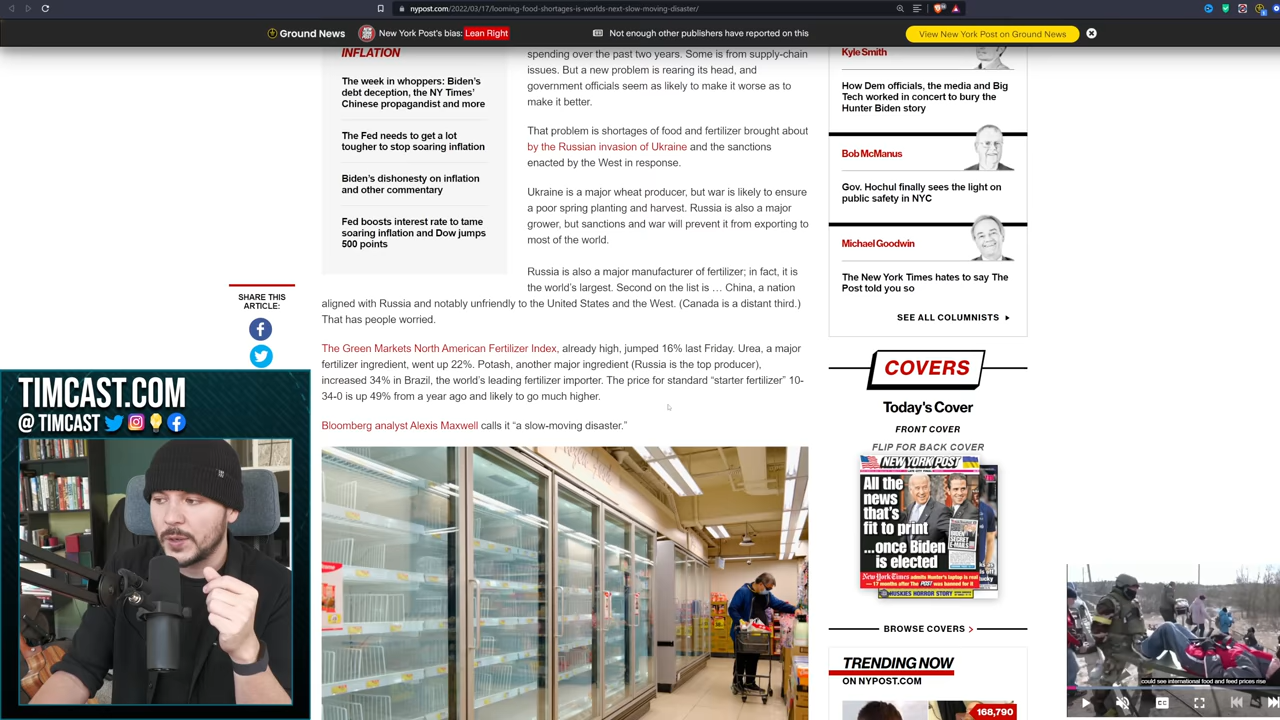 nypost.com/2022/03/17/looming-food-shortages-is-worlds-next-slow-moving-disaster/
Ground News
New York Post's bias: Lean Right
Not enough other publishers have reported on this
View New York Post on Ground News
INFLATION
The week in whoppers: Biden's
debt deception, the NY Times'
Chinese propagandist and more
The Fed needs to get a lot
tougher to stop soaring inflation
Biden's dishonesty on inflation
and other commentary
Fed boosts interest rate to tame
soaring inflation and Dow jumps
500 points
spending over the past two years. Some is from supply-chain
issues. But a new problem is rearing its head, and
government officials seem as likely to make it worse as to
make it better.
That problem is shortages of food and fertilizer brought about
by the Russian invasion of Ukraine and the sanctions
enacted by the West in response.
Ukraine is a major wheat producer, but war is likely to ensure
a poor spring planting and harvest. Russia is also a major
grower, but sanctions and war will prevent it from exporting to
most of the world.
Russia is also a major manufacturer of fertilizer; in fact, it is
the world's largest. Second on the list is … China, a nation
aligned with Russia and notably unfriendly to the United States and the West. (Canada is a distant third.)
That has people worried.
The Green Markets North American Fertilizer Index, already high, jumped 16% last Friday. Urea, a major
fertilizer ingredient, went up 22%. Potash, another major ingredient (Russia is the top producer),
increased 34% in Brazil, the world's leading fertilizer importer. The price for standard "starter fertilizer" 10-
34-0 is up 49% from a year ago and likely to go much higher.
Bloomberg analyst Alexis Maxwell calls it "a slow-moving disaster."
SHARE THIS
ARTICLE:
TIMCAST.COM
@ TIMCAST
Kyle Smith
How Dem officials, the media and Big
Tech worked in concert to bury the
Hunter Biden story
Bob McManus
Gov. Hochul finally sees the light on
public safety in NYC
Michael Goodwin
The New York Times hates to say The
Post told you so
SEE ALL COLUMNISTS
COVERS
Today's Cover
FRONT COVER
FLIP FOR BACK COVER
NEW YORK POST
All the
news
that's
fit to print
...once Biden
is elected
New York Times admits Hunter's laptop is real
HUSKIES HORROR STORY
BROWSE COVERS
TRENDING NOW
ON NYPOST.COM
168,790
could see international food and feed prices rise